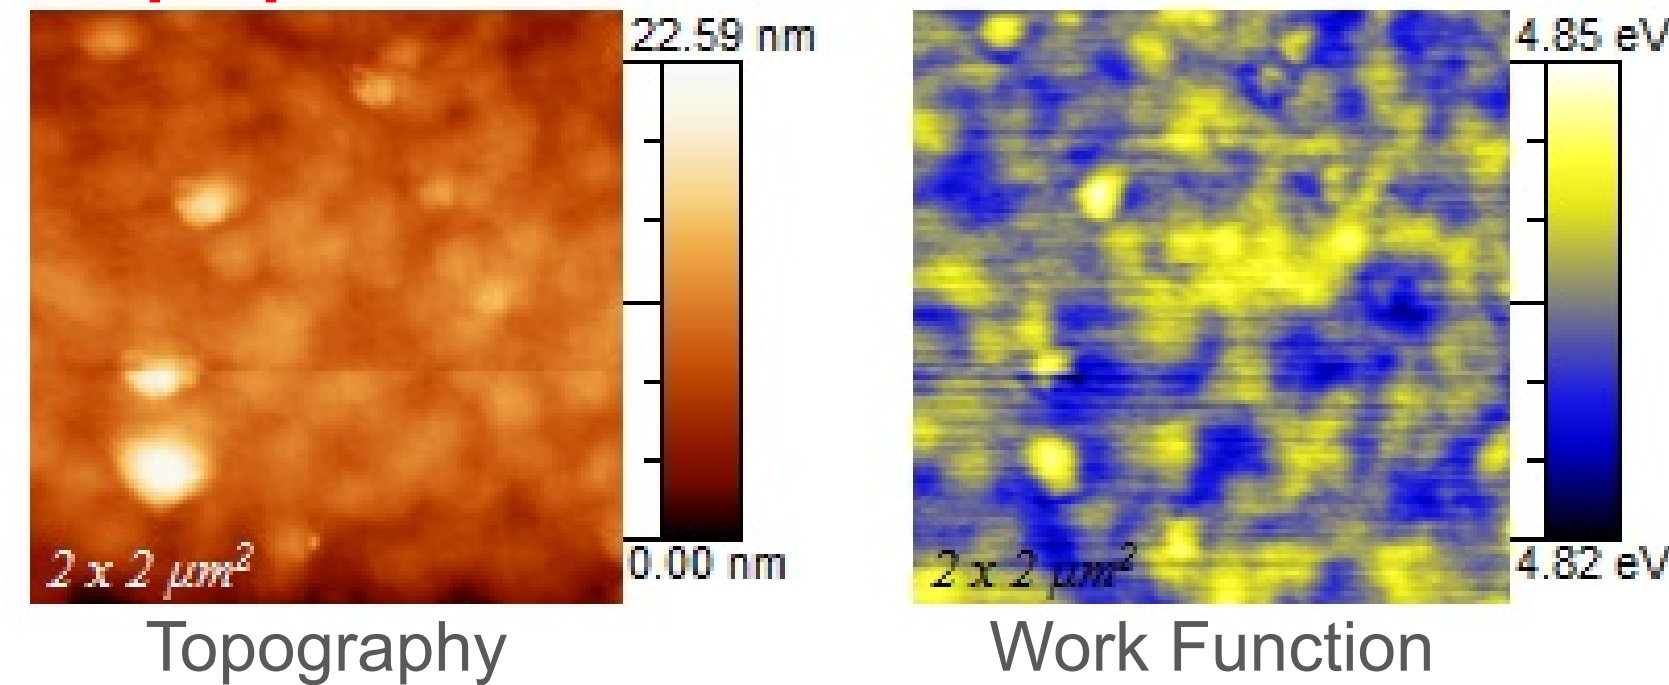 22.59 nm
4.85 eV
0.00 nm
4.82 eV
2 x 2 μm²
2 x 2 μm²
Topography
Work Function